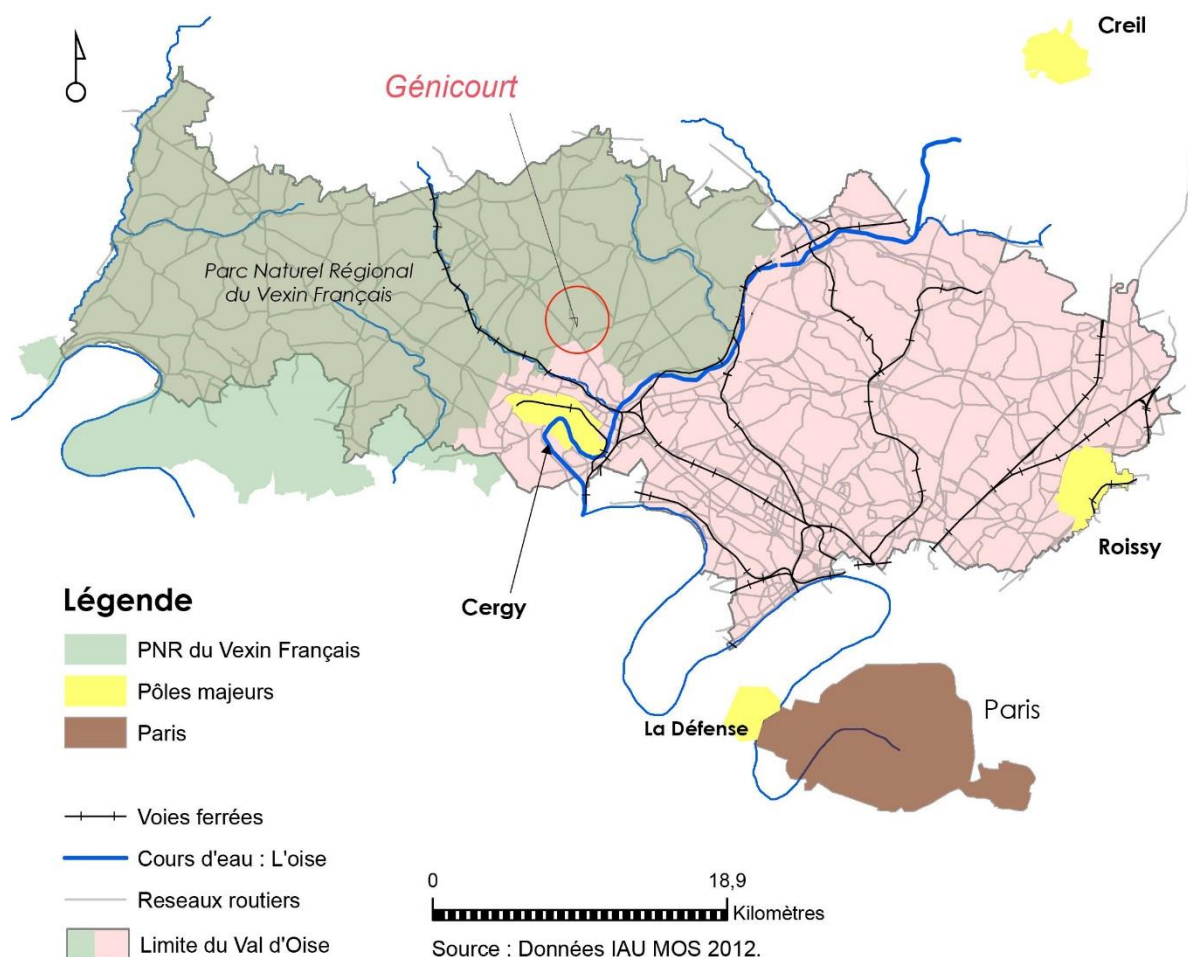 Creil
Génicourt
Parc Naturel Régional
du Vexin Français
Roissy
Cergy
Légende
PNR du Vexin Français
Pôles majeurs
Paris
La Défense
Paris
Voies ferrées
Cours d'eau : L'oise
Reseaux routiers
Limite du Val d'Oise
0 18,9
Kilomètres
Source : Données IAU MOS 2012.